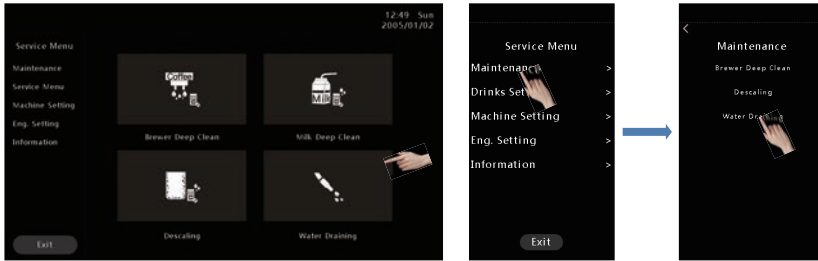 12:49 Sun
2005/01/02
Service Menu
Maintenance
Service Menu
Machine Setting
Eng. Setting
Information
Exit
Coffee
Milk
Brewer Deep Clean
Milk Deep Clean
Descaling
Water Draining
Service Menu
Maintenance >
Drinks Set >
Machine Setting >
Eng. Setting >
Information >
Exit
<
Maintenance
Brewer Deep Clean
Descaling
Water Draining